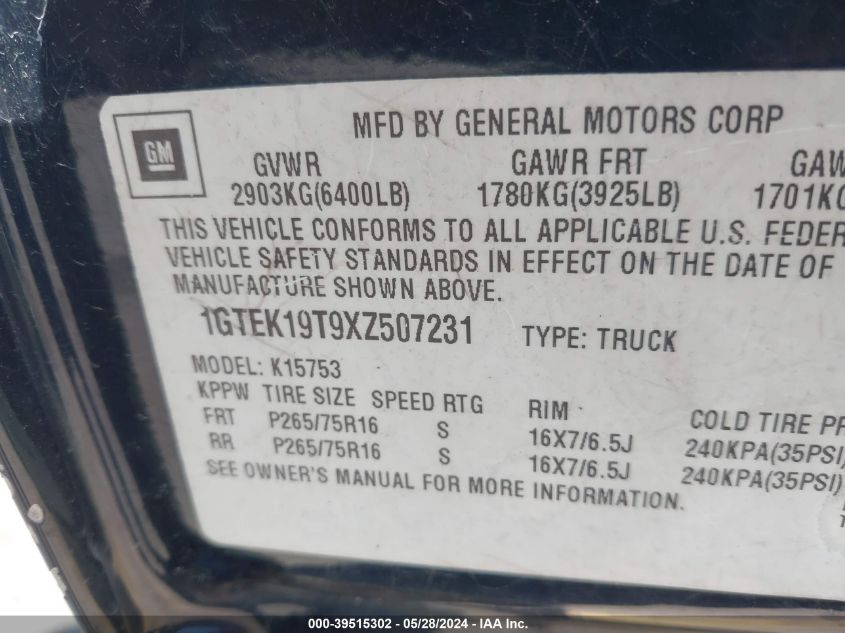 MFD BY GENERAL MOTORS CORP
GM
GVWR GAWR FRT GAW
2903KG(6400LB) 1780KG(3925LB) 1701KG
THIS VEHICLE CONFORMS TO ALL APPLICABLE U.S. FEDER
VEHICLE SAFETY STANDARDS IN EFFECT ON THE DATE OF
MANUFACTURE SHOWN ABOVE.
1GTEK19T9XZ507231 TYPE: TRUCK
MODEL: K15753
KPPW TIRE SIZE SPEED RTG RIM COLD TIRE PR
FRT P265/75R16 S 16X7/6.5J 240KPA(35PSI)
RR P265/75R16 S 16X7/6.5J 240KPA(35PSI)
SEE OWNER'S MANUAL FOR MORE INFORMATION.
000-39515302 - 05/28/2024 - IAA Inc.